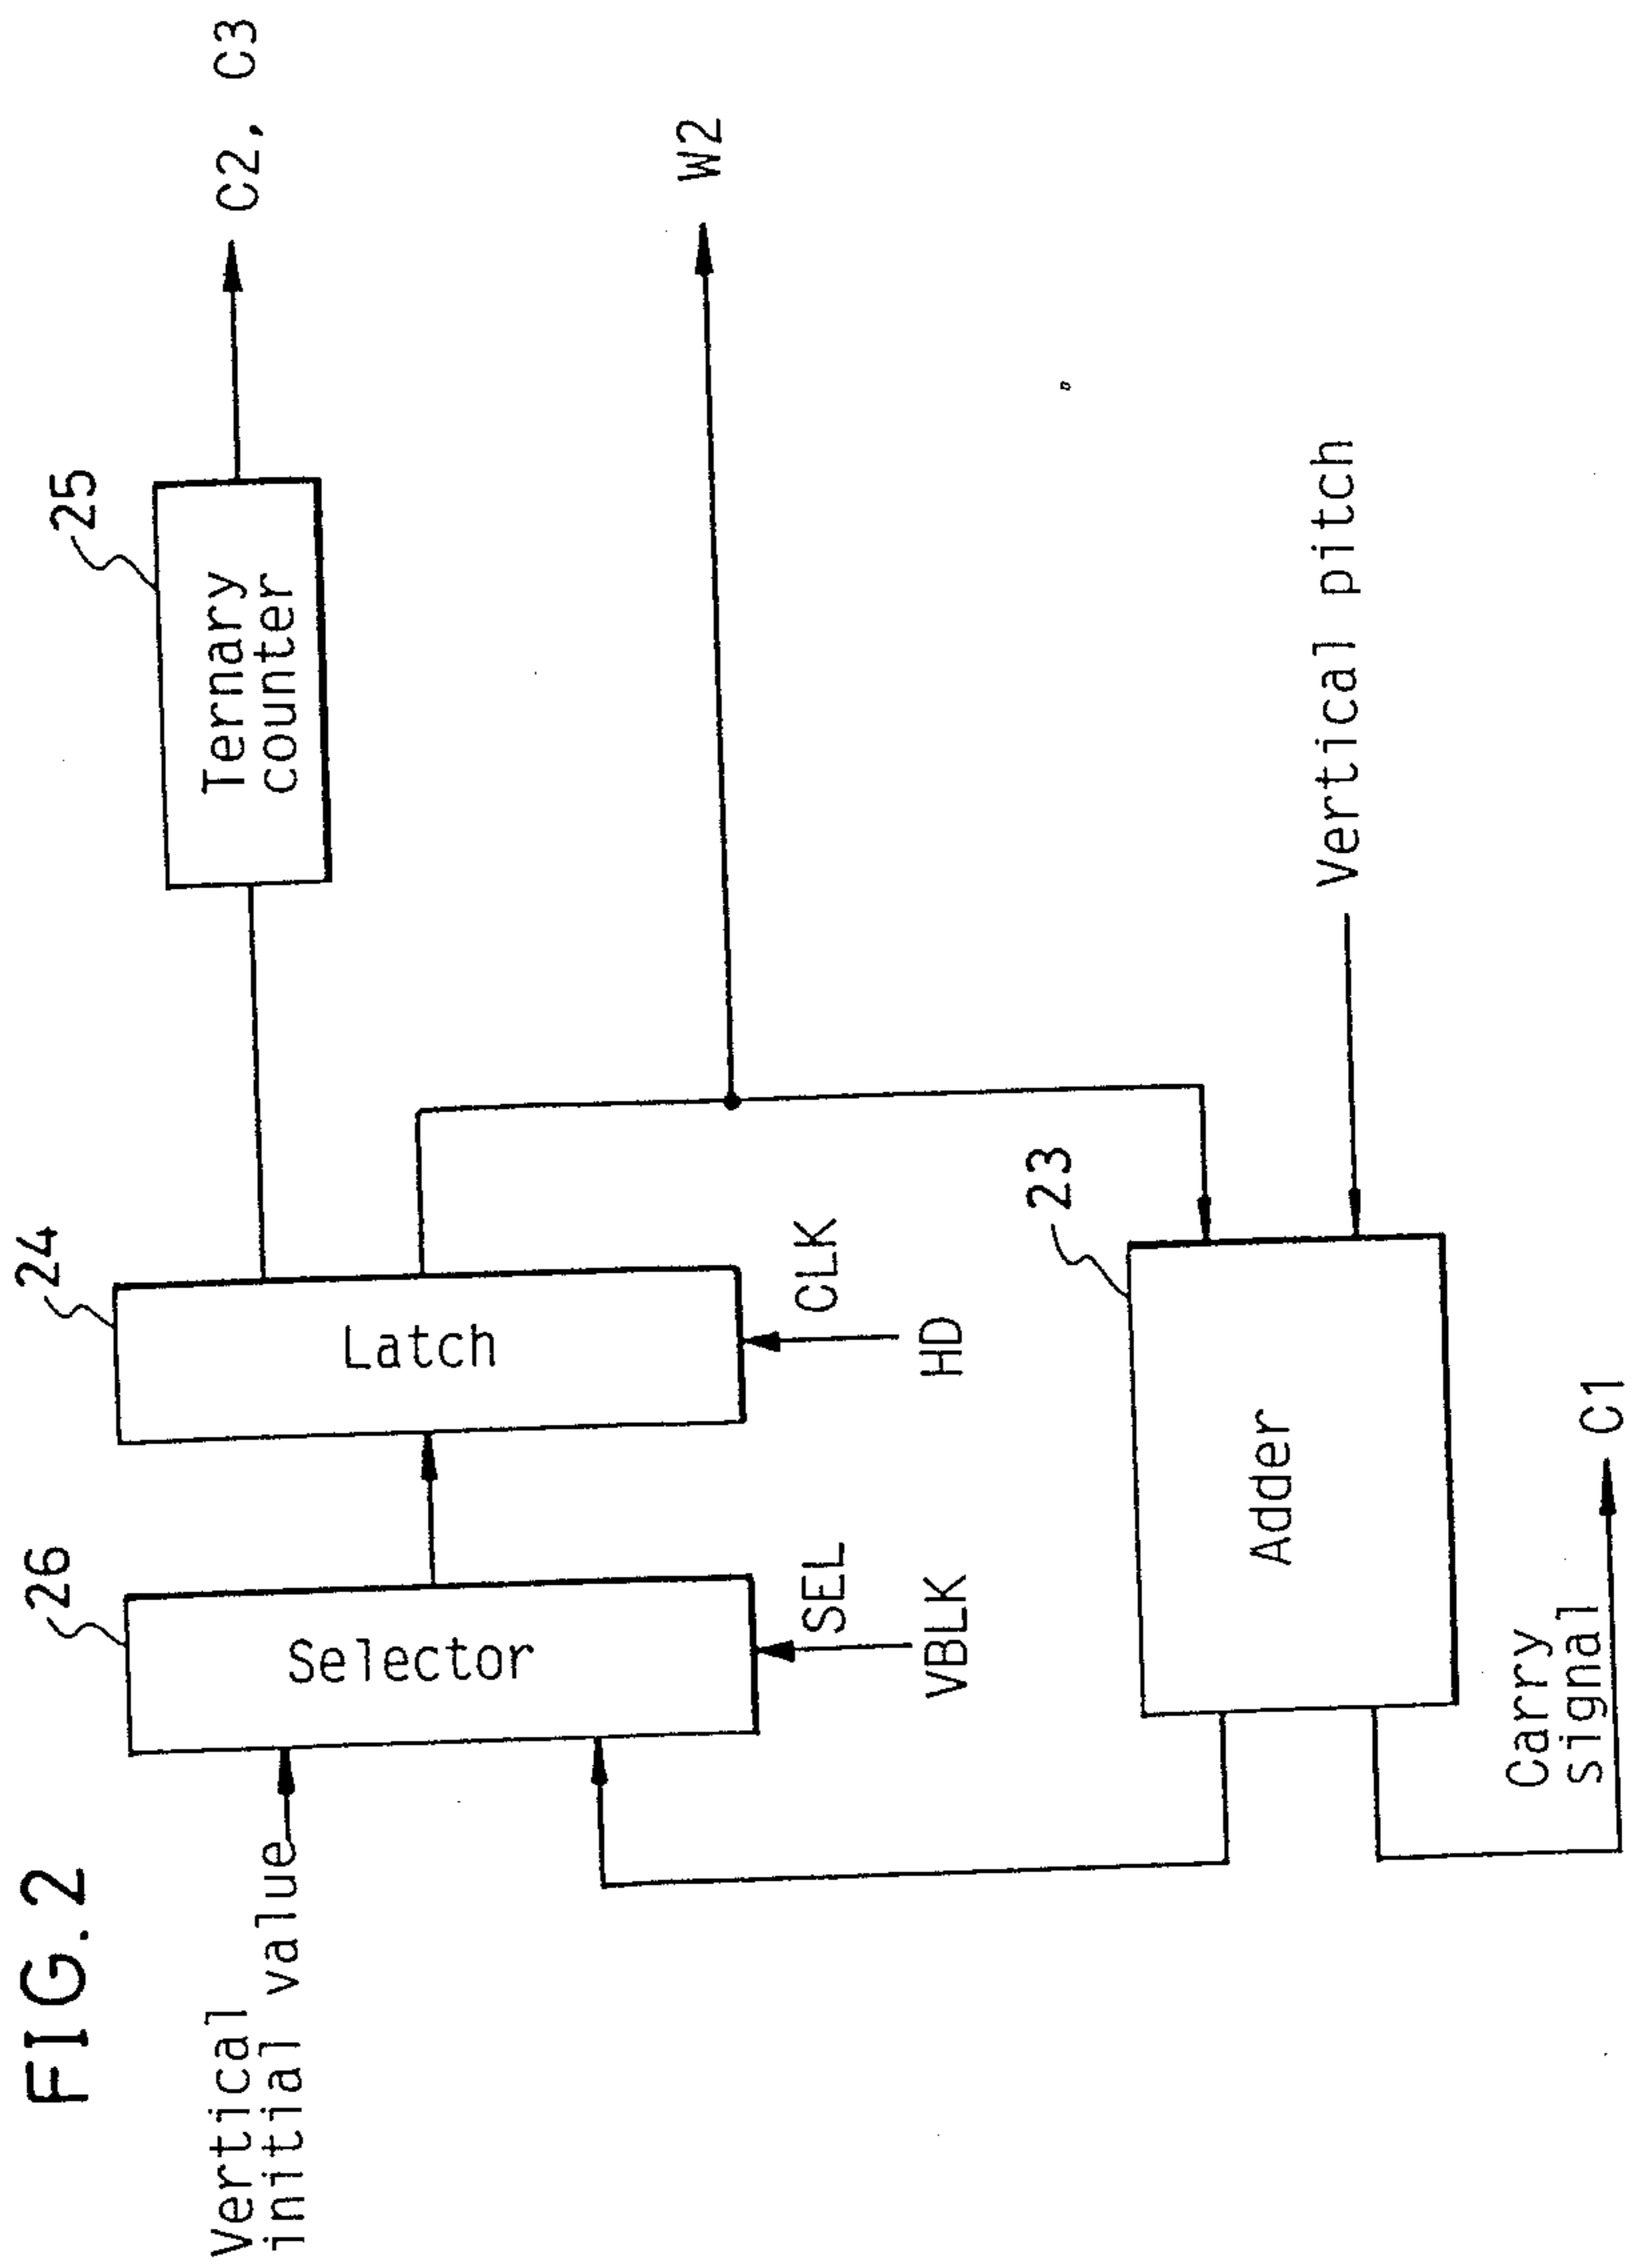 FIG. 2
26
24
25
Vertical
initial value
Selector
Latch
Ternary
counter
C2, C3
SEL
VBLK
CLK
HD
W2
23
Adder
Vertical pitch
Carry
signal
C1